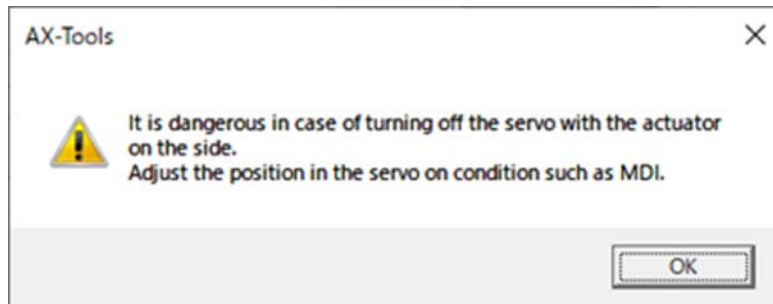 AX-Tools
It is dangerous in case of turning off the servo with the actuator
on the side.
Adjust the position in the servo on condition such as MDI.
OK